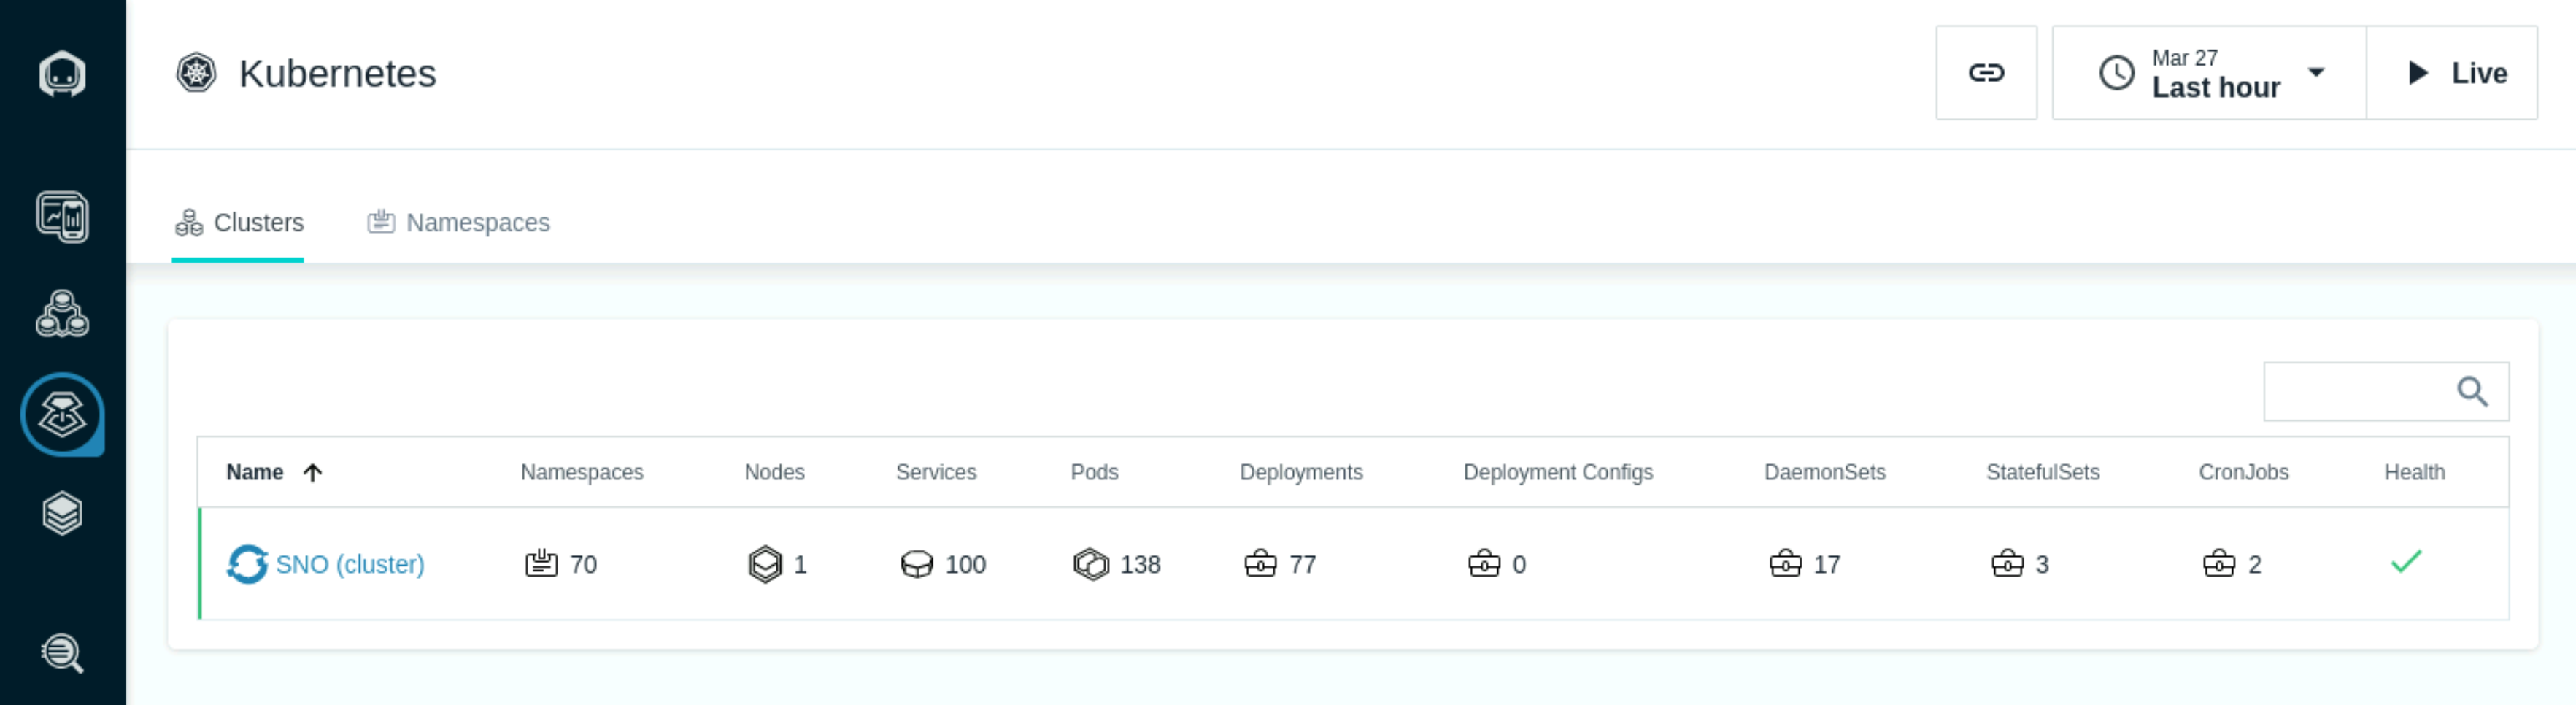 Kubernetes
Mar 27
Last hour
Live
Clusters Namespaces
Name Namespaces Nodes Services Pods Deployments Deployment Configs DaemonSets StatefulSets CronJobs Health
SNO (cluster) 70 1 100 138 77 0 17 3 2